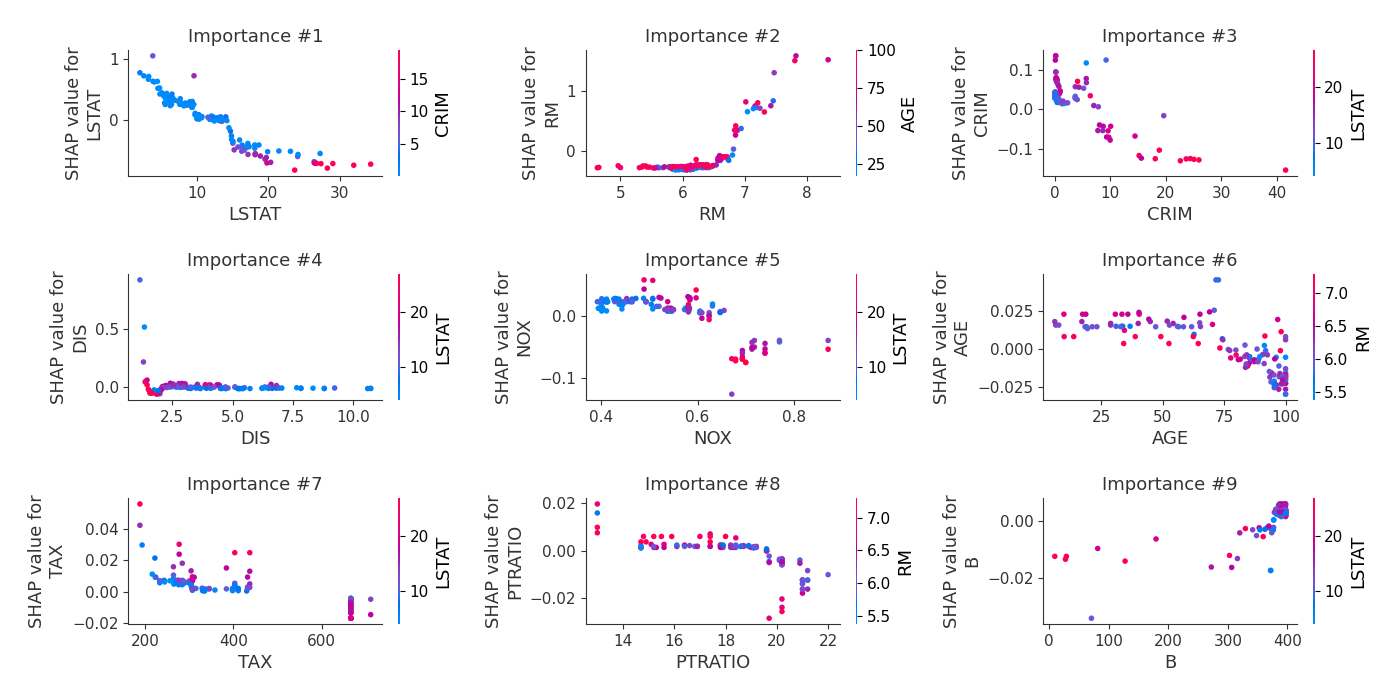 Importance #1
SHAP value for
LSTAT
1
0
10
20
30
LSTAT
15
10
5
CRIM
Importance #2
SHAP value for
RM
1
0
5
6
7
8
RM
100
75
50
25
AGE
Importance #3
SHAP value for
CRIM
0.1
0.0
−0.1
0
10
20
30
40
CRIM
20
10
LSTAT
Importance #4
SHAP value for
DIS
0.5
0.0
2.5
5.0
7.5
10.0
DIS
20
10
LSTAT
Importance #5
SHAP value for
NOX
0.0
−0.1
0.4
0.6
0.8
NOX
20
10
LSTAT
Importance #6
SHAP value for
AGE
0.025
0.000
−0.025
25
50
75
100
AGE
7.0
6.5
6.0
5.5
RM
Importance #7
SHAP value for
TAX
0.04
0.02
0.00
−0.02
200
400
600
TAX
20
10
LSTAT
Importance #8
SHAP value for
PTRATIO
0.02
0.00
−0.02
14
16
18
20
22
PTRATIO
7.0
6.5
6.0
5.5
RM
Importance #9
SHAP value for
B
0.00
−0.02
0
100
200
300
400
B
20
10
LSTAT